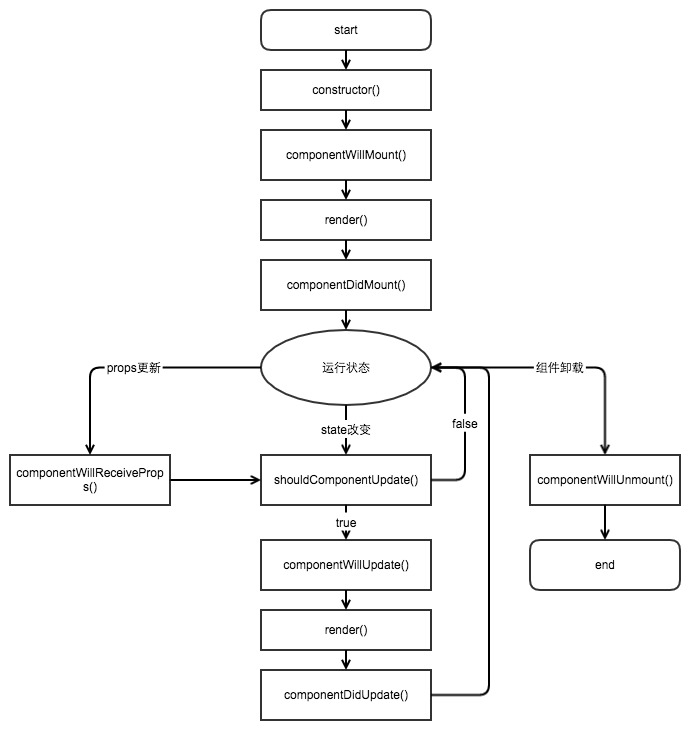 start
constructor()
componentWillMount()
render()
componentDidMount()
运行状态
props更新
组件卸载
state改变
false
componentWillReceiveProp
s()
shouldComponentUpdate()
componentWillUnmount()
true
componentWillUpdate()
end
render()
componentDidUpdate()